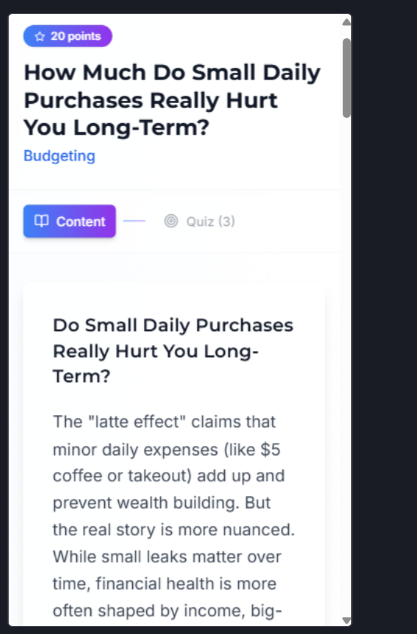 20 points
How Much Do Small Daily
Purchases Really Hurt
You Long-Term?
Budgeting
Content
Quiz (3)
Do Small Daily Purchases
Really Hurt You Long-
Term?
The "latte effect" claims that
minor daily expenses (like $5
coffee or takeout) add up and
prevent wealth building. But
the real story is more nuanced.
While small leaks matter over
time, financial health is more
often shaped by income, big-